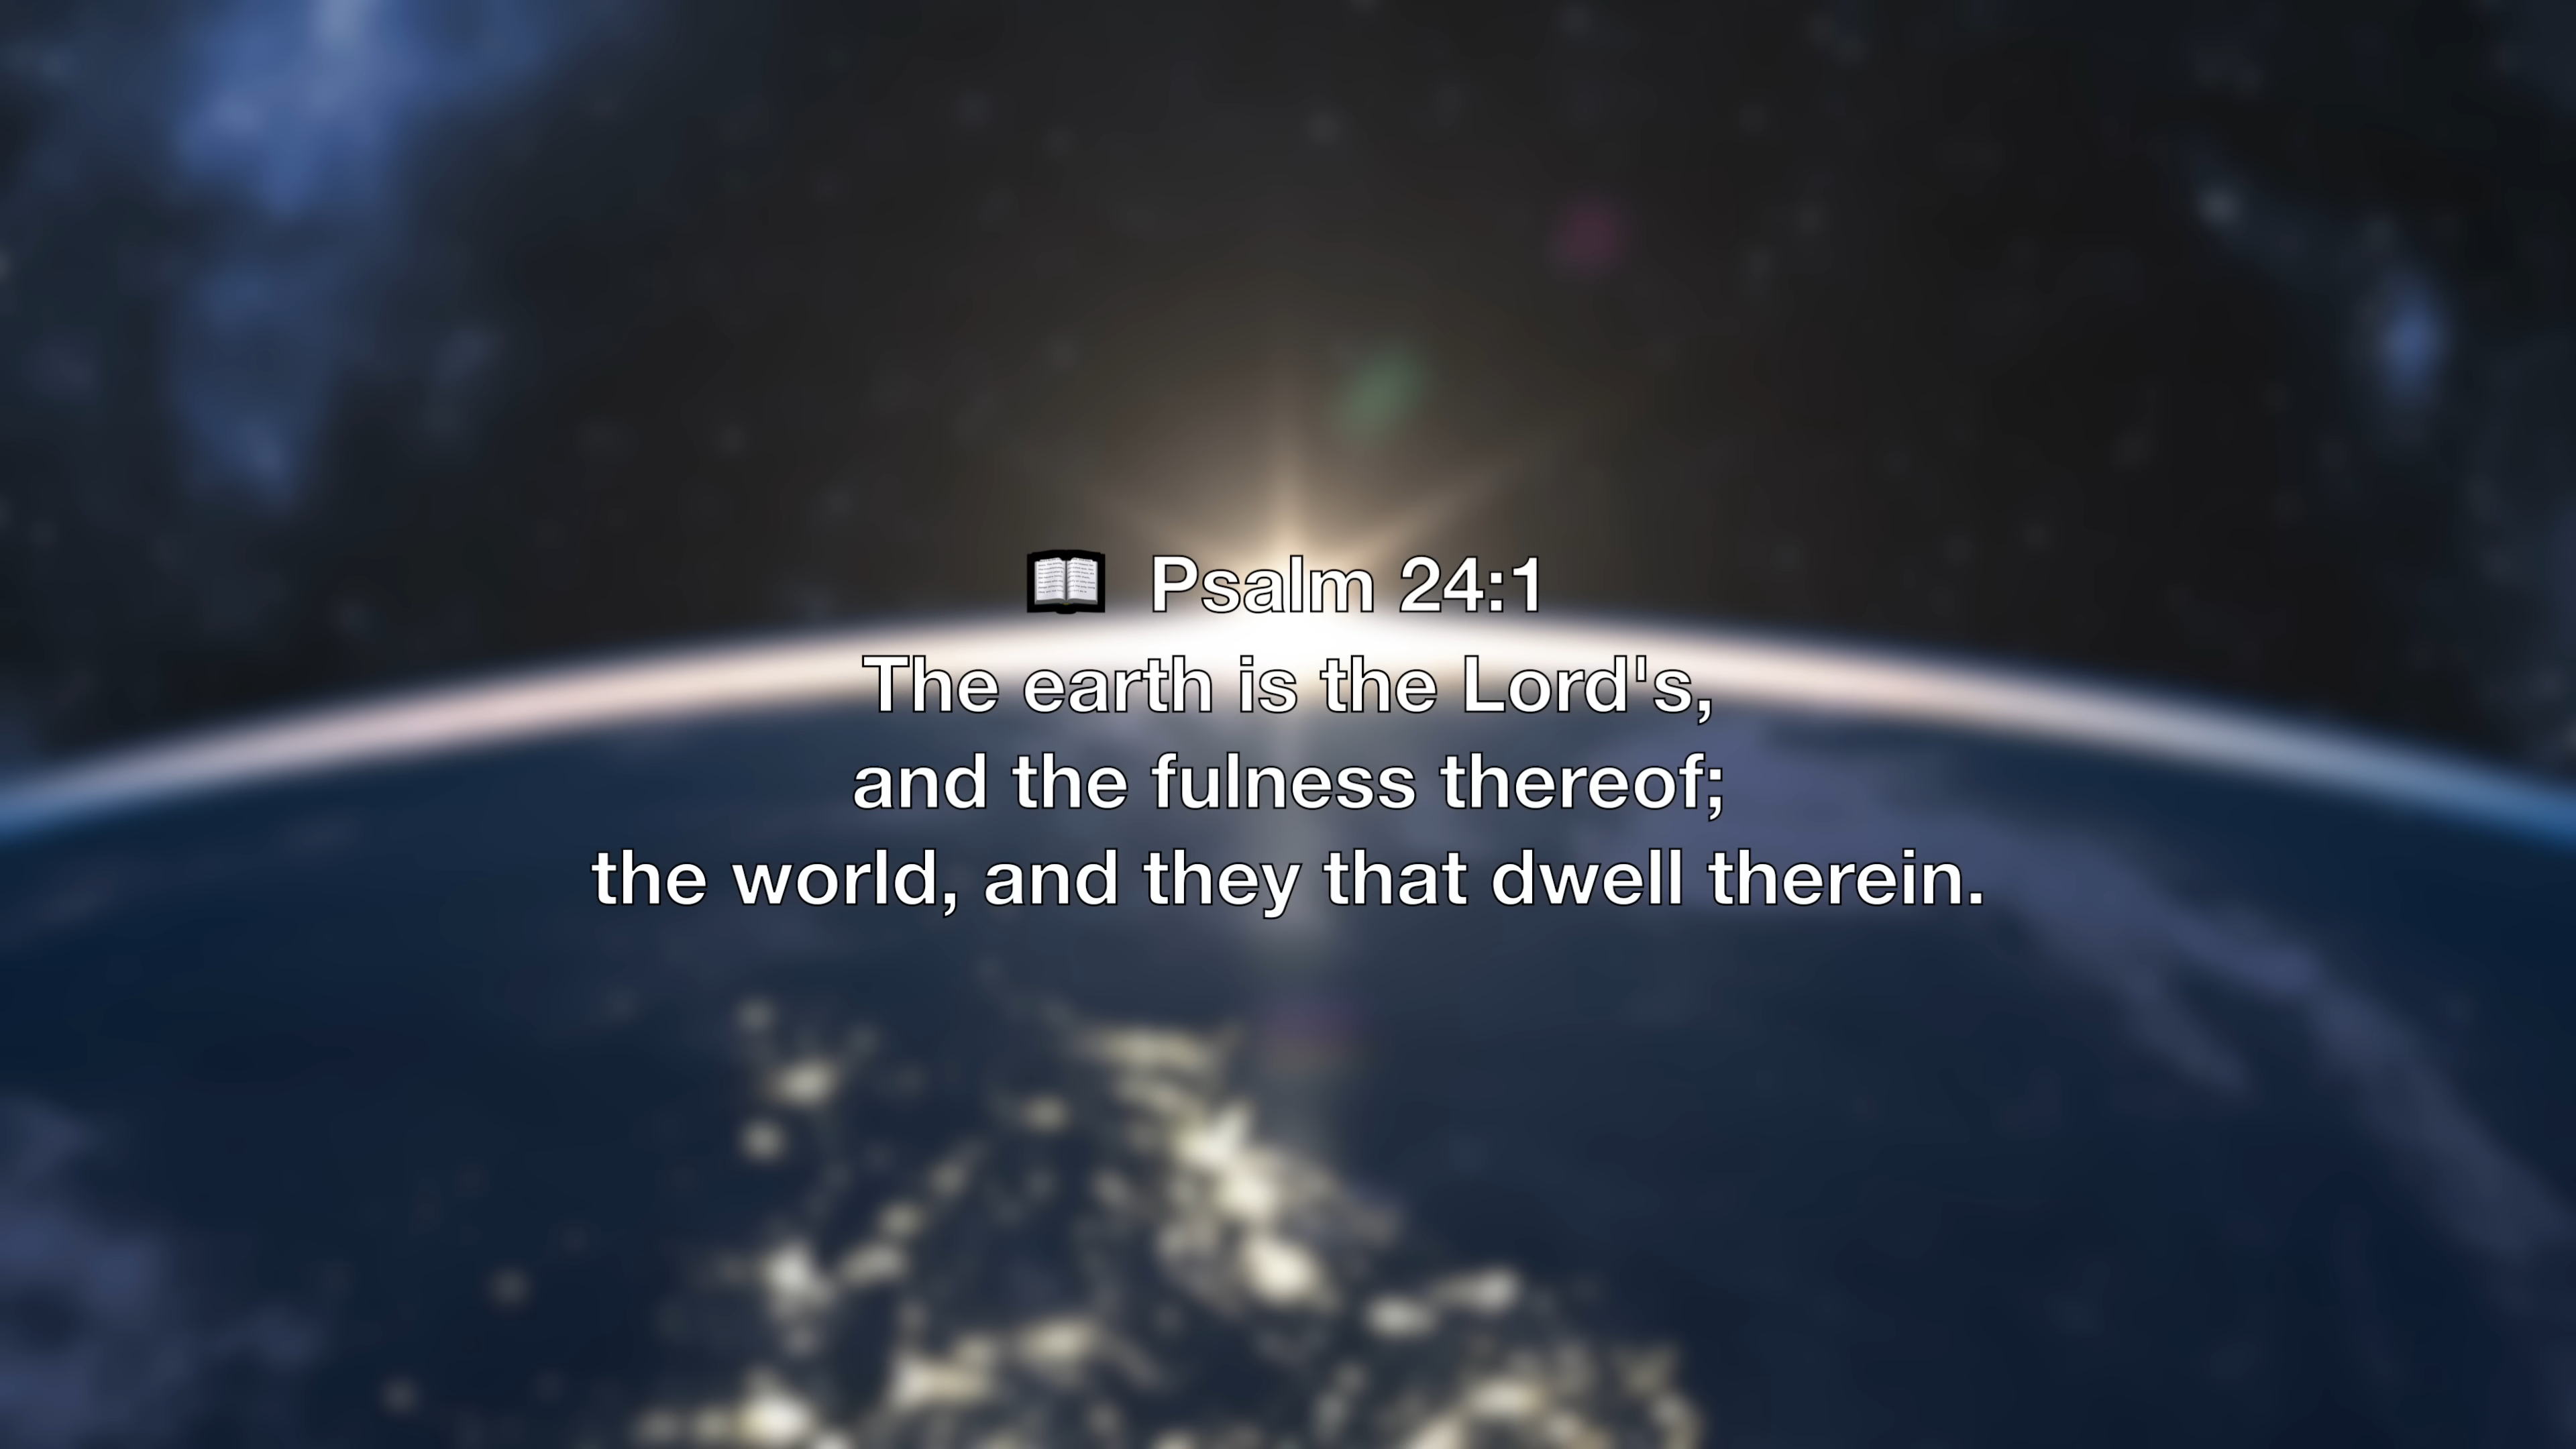 📖 Psalm 24:1
The earth is the Lord's,
and the fulness thereof;
the world, and they that dwell therein.